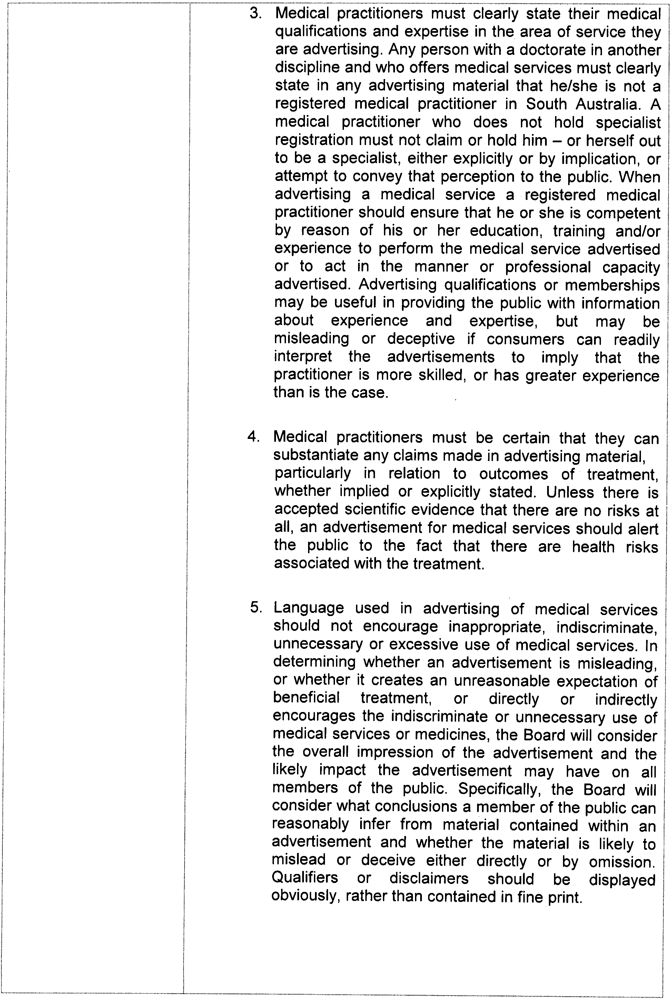 3. Medical practitioners must clearly state their medical
qualifications and expertise in the area of service they
are advertising. Any person with a doctorate in another
discipline and who offers medical services must clearly
state in any advertising material that he/she is not a
registered medical practitioner in South Australia. A
medical practitioner who does not hold specialist
registration must not claim or hold him – or herself out
to be a specialist, either explicitly or by implication, or
attempt to convey that perception to the public. When
advertising a medical service a registered medical
practitioner should ensure that he or she is competent
by reason of his or her education, training and/or
experience to perform the medical service advertised
or to act in the manner or professional capacity
advertised. Advertising qualifications or memberships
may be useful in providing the public with information
about experience and expertise, but may be
misleading or deceptive if consumers can readily
interpret the advertisements to imply that the
practitioner is more skilled, or has greater experience
than is the case.
4. Medical practitioners must be certain that they can
substantiate any claims made in advertising material,
particularly in relation to outcomes of treatment,
whether implied or explicitly stated. Unless there is
accepted scientific evidence that there are no risks at
all, an advertisement for medical services should alert
the public to the fact that there are health risks
associated with the treatment.
5. Language used in advertising of medical services
should not encourage inappropriate, indiscriminate,
unnecessary or excessive use of medical services. In
determining whether an advertisement is misleading,
or whether it creates an unreasonable expectation of
beneficial treatment, or directly or indirectly
encourages the indiscriminate or unnecessary use of
medical services or medicines, the Board will consider
the overall impression of the advertisement and the
likely impact the advertisement may have on all
members of the public. Specifically, the Board will
consider what conclusions a member of the public can
reasonably infer from material contained within an
advertisement and whether the material is likely to
mislead or deceive either directly or by omission.
Qualifiers or disclaimers should be displayed
obviously, rather than contained in fine print.